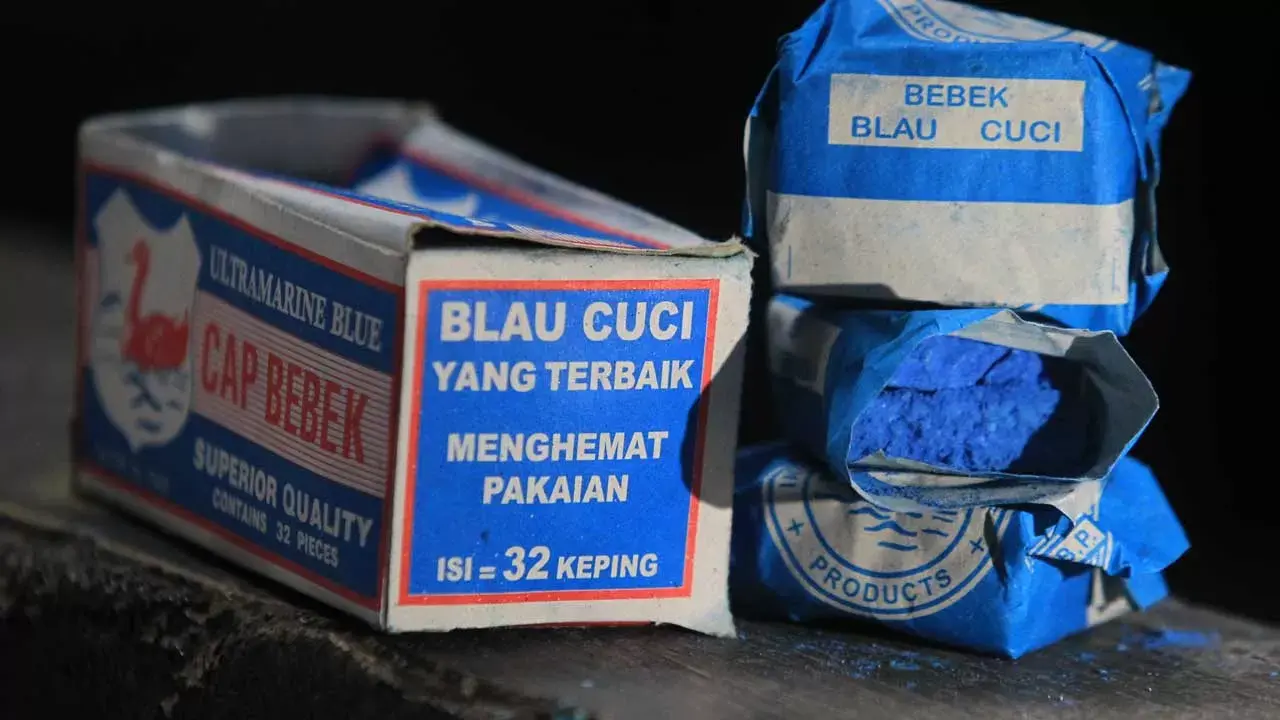 ULTRAMARINE BLUE
CAP BEBEK
SUPERIOR QUALITY
CONTAINS 32 PIECES
BLAU CUCI
YANG TERBAIK
MENGHEMAT
PAKAIAN
ISI = 32 KEPING
BEBEK
BLAU CUCI
B.P.
PRODUCTS